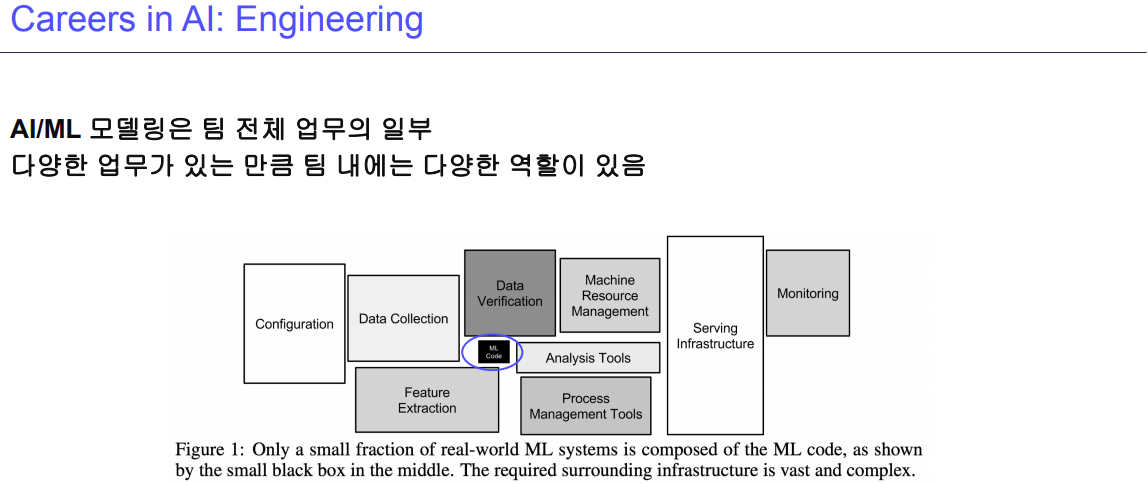 Careers in AI: Engineering
AI/ML 모델링은 팀 전체 업무의 일부
다양한 업무가 있는 만큼 팀 내에는 다양한 역할이 있음
Configuration
Data Collection
Data
Verification
Machine
Resource
Management
Serving
Infrastructure
Monitoring
ML
Code
Analysis Tools
Feature
Extraction
Process
Management Tools
Figure 1: Only a small fraction of real-world ML systems is composed of the ML code, as shown
by the small black box in the middle. The required surrounding infrastructure is vast and complex.